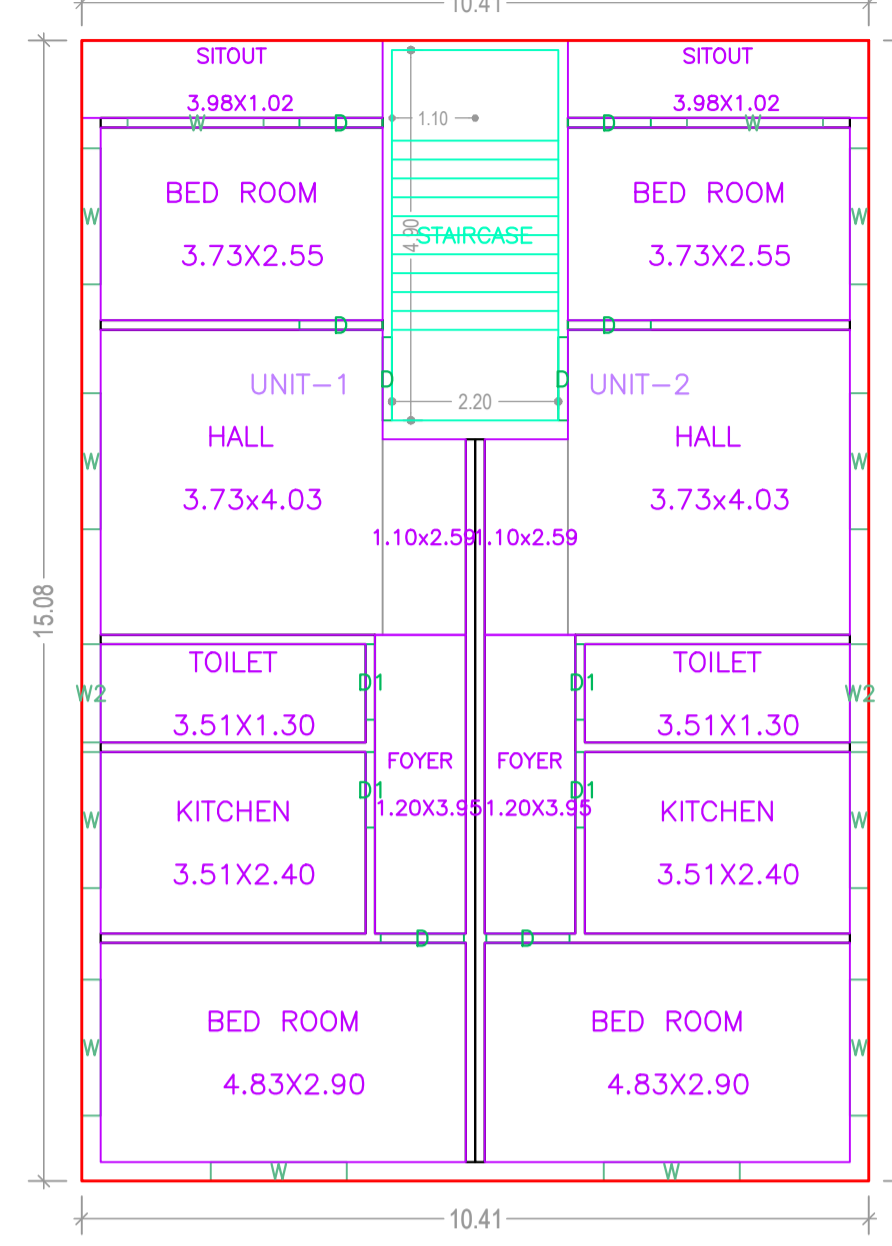 10.41
SITOUT
SITOUT
3.98X1.02
3.98X1.02
W
D
1.10
D
W
BED ROOM
BED ROOM
W
W
4.90
STAIRCASE
3.73X2.55
3.73X2.55
D
D
UNIT-1
D
D
UNIT-2
2.20
HALL
HALL
W
W
3.73x4.03
3.73x4.03
1.10x2.59
1.10x2.59
15.08
TOILET
TOILET
W2
D1
D1
W2
3.51X1.30
3.51X1.30
FOYER
FOYER
D1
D1
1.20X3.95
1.20X3.95
KITCHEN
KITCHEN
W
W
3.51X2.40
3.51X2.40
D
D
BED ROOM
BED ROOM
W
W
4.83X2.90
4.83X2.90
W
W
10.41